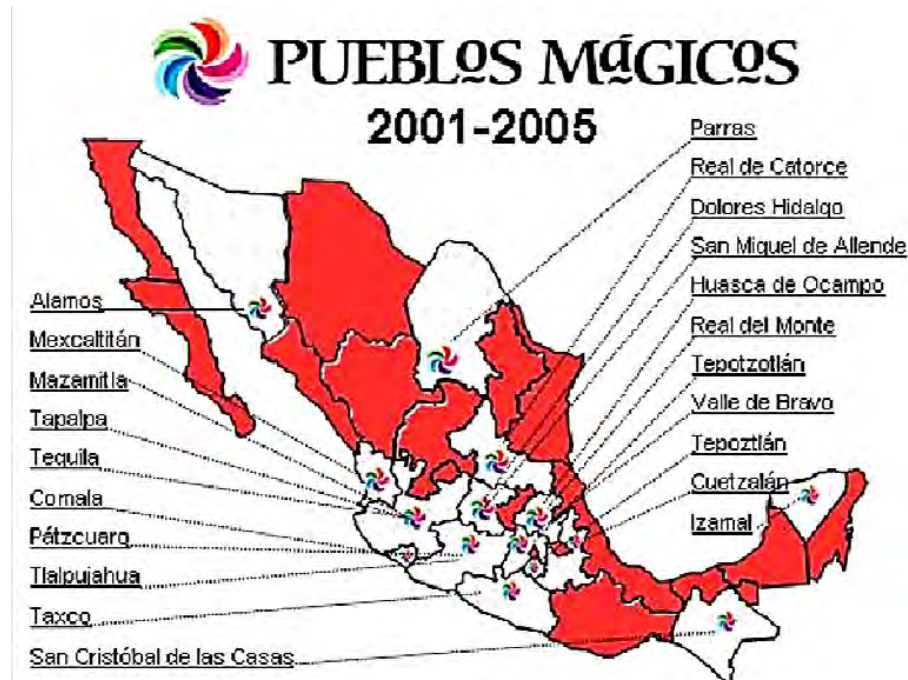 PUEBLOS MÁGICOS
2001-2005
Parras
Real de Catorce
Dolores Hidalgo
San Miguel de Allende
Huasca de Ocampo
Real del Monte
Tepotzotlán
Valle de Bravo
Tepoztlán
Cuetzalán
Izamal
Alamos
Mexcaltitán
Mazamitla
Tapalpa
Tequila
Comala
Pátzcuaro
Tlalpujahua
Taxco
San Cristóbal de las Casas